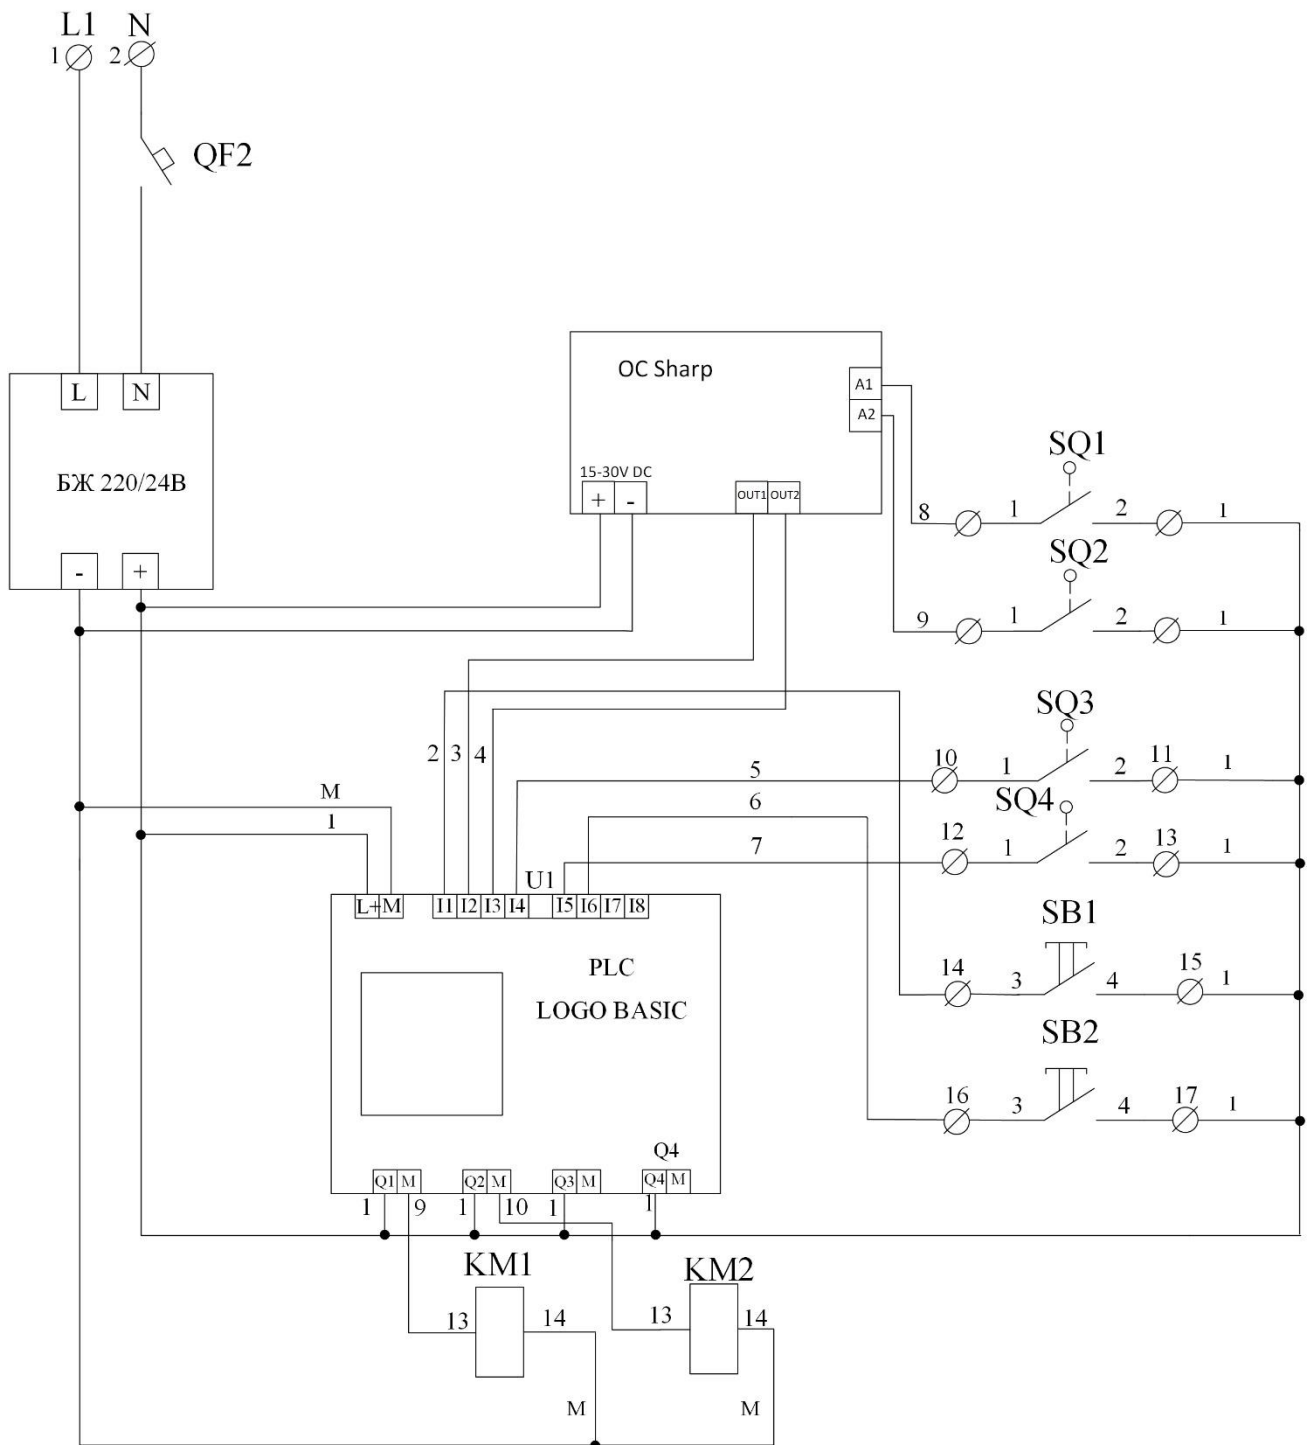 L1 N
1 2
QF2
L N
БЖ 220/24В
- +
OC Sharp
A1
A2
15-30V DC
+ - OUT1 OUT2
SQ1
8 1 2 1
SQ2
9 1 2 1
SQ3
2 3 4
10 1 2 11 1
5
SQ4
6
12 1 2 13 1
7
M
1
U1
L+ M I1 I2 I3 I4 I5 I6 I7 I8
PLC
LOGO BASIC
SB1
14 3 4 15 1
SB2
16 3 4 17 1
Q4
Q1 M Q2 M Q3 M Q4 M
1 9 1 10 1 1
KM1 KM2
13 14 13 14
M M